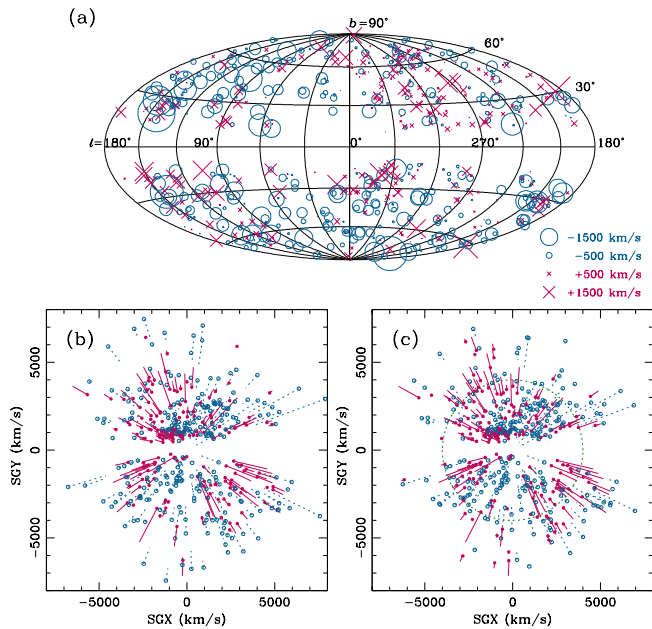 (a)
b=90°
60°
30°
l=180°
90°
0°
270°
180°
−1500 km/s
−500 km/s
+500 km/s
+1500 km/s
(b)
(c)
5000
0
−5000
SGY (km/s)
−5000
0
5000
SGX (km/s)
5000
0
−5000
SGY (km/s)
−5000
0
5000
SGX (km/s)